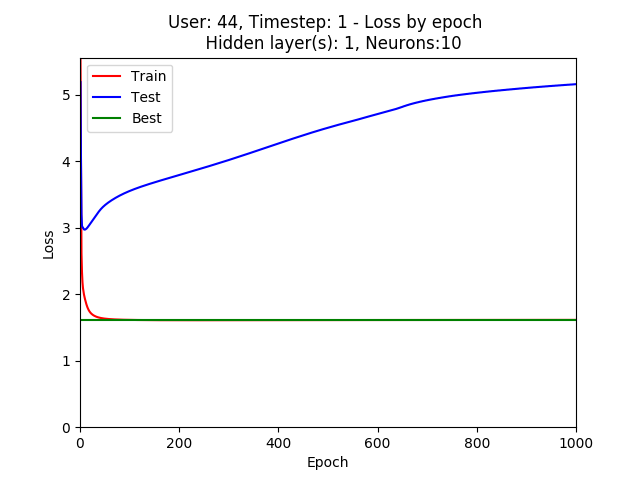 User: 44, Timestep: 1 - Loss by epoch
Hidden layer(s): 1, Neurons:10
Train
Test
Best
5
4
3
2
1
0
Loss
0 200 400 600 800 1000
Epoch